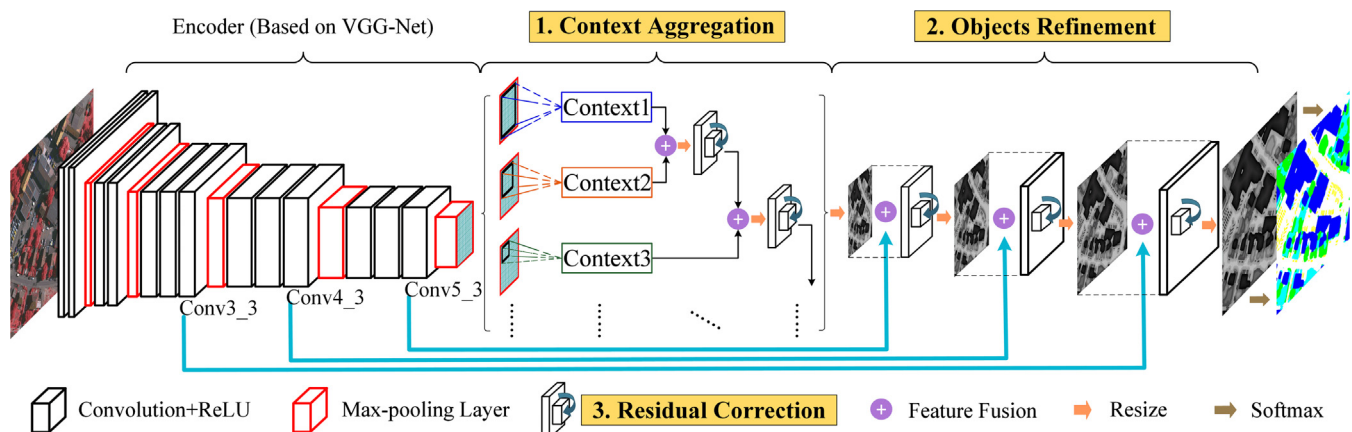 Encoder (Based on VGG-Net)
1. Context Aggregation
2. Objects Refinement
Context1
Context2
Context3
Conv3_3
Conv4_3
Conv5_3
Convolution+ReLU
Max-pooling Layer
3. Residual Correction
Feature Fusion
Resize
Softmax